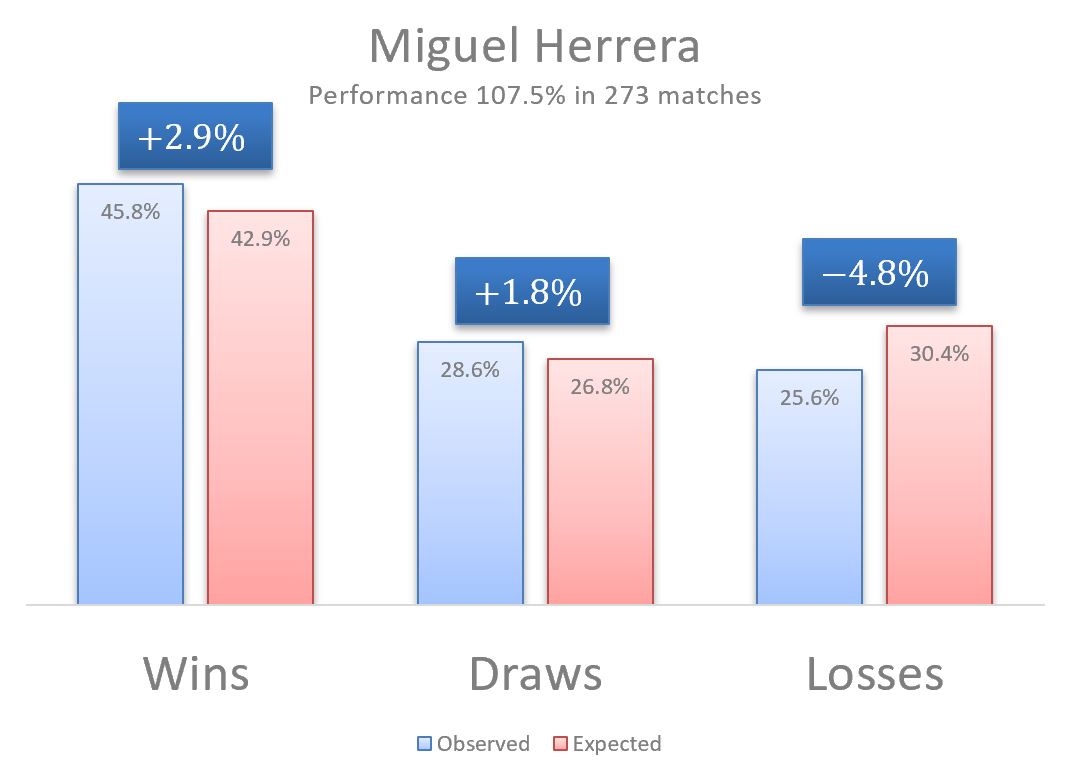 Miguel Herrera
Performance 107.5% in 273 matches
+2.9%
45.8%
42.9%
+1.8%
28.6%
26.8%
−4.8%
25.6%
30.4%
Wins
Draws
Losses
Observed
Expected